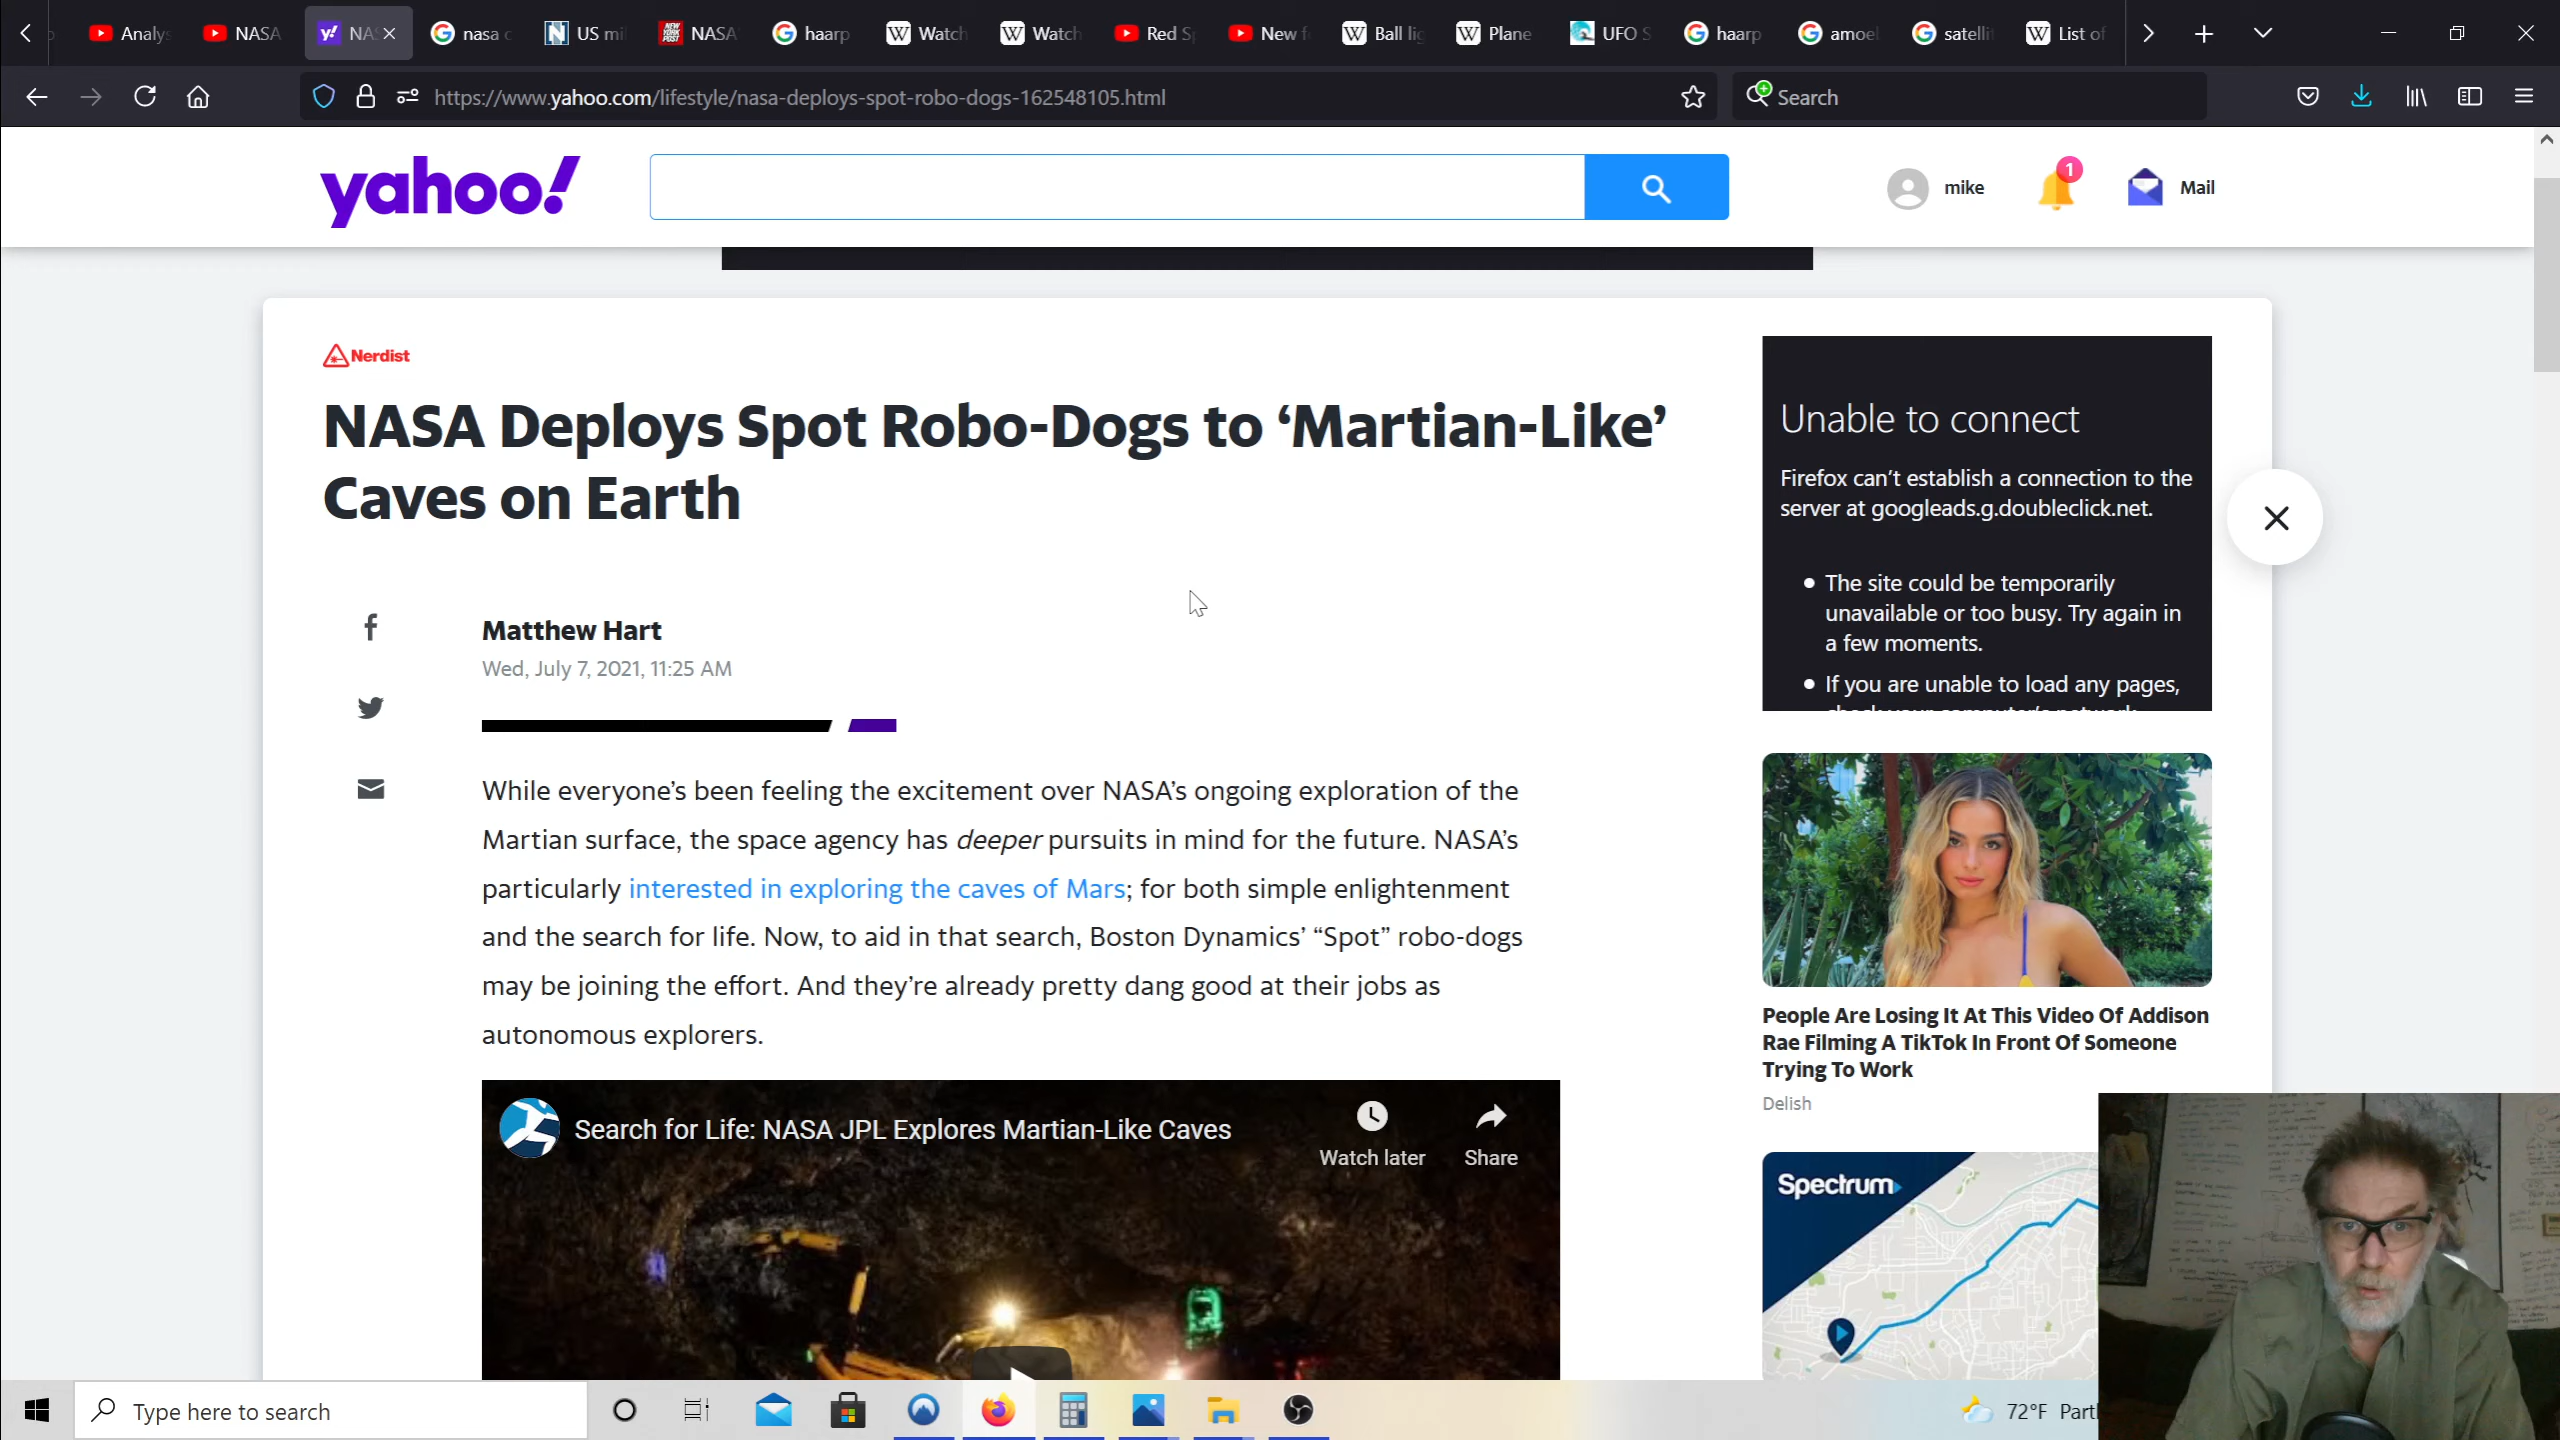 Analys
NASA
NAS
nasa c
US mi
NASA
haarp
Watch
Watch
Red Sp
New f
Ball lig
Plane
UFO S
haarp
amoel
satelli
List of
https://www.yahoo.com/lifestyle/nasa-deploys-spot-robo-dogs-162548105.html
Search
yahoo!
mike
1
Mail
Nerdist
NASA Deploys Spot Robo-Dogs to ‘Martian-Like’
Caves on Earth
Matthew Hart
Wed, July 7, 2021, 11:25 AM
While everyone’s been feeling the excitement over NASA’s ongoing exploration of the
Martian surface, the space agency has deeper pursuits in mind for the future. NASA’s
particularly interested in exploring the caves of Mars; for both simple enlightenment
and the search for life. Now, to aid in that search, Boston Dynamics’ “Spot” robo-dogs
may be joining the effort. And they’re already pretty dang good at their jobs as
autonomous explorers.
Search for Life: NASA JPL Explores Martian-Like Caves
Watch later
Share
Unable to connect
Firefox can’t establish a connection to the
server at googleads.g.doubleclick.net.
The site could be temporarily
unavailable or too busy. Try again in
a few moments.
If you are unable to load any pages,
check your computer’s network
People Are Losing It At This Video Of Addison
Rae Filming A TikTok In Front Of Someone
Trying To Work
Delish
Spectrum
Type here to search
72°F Partl